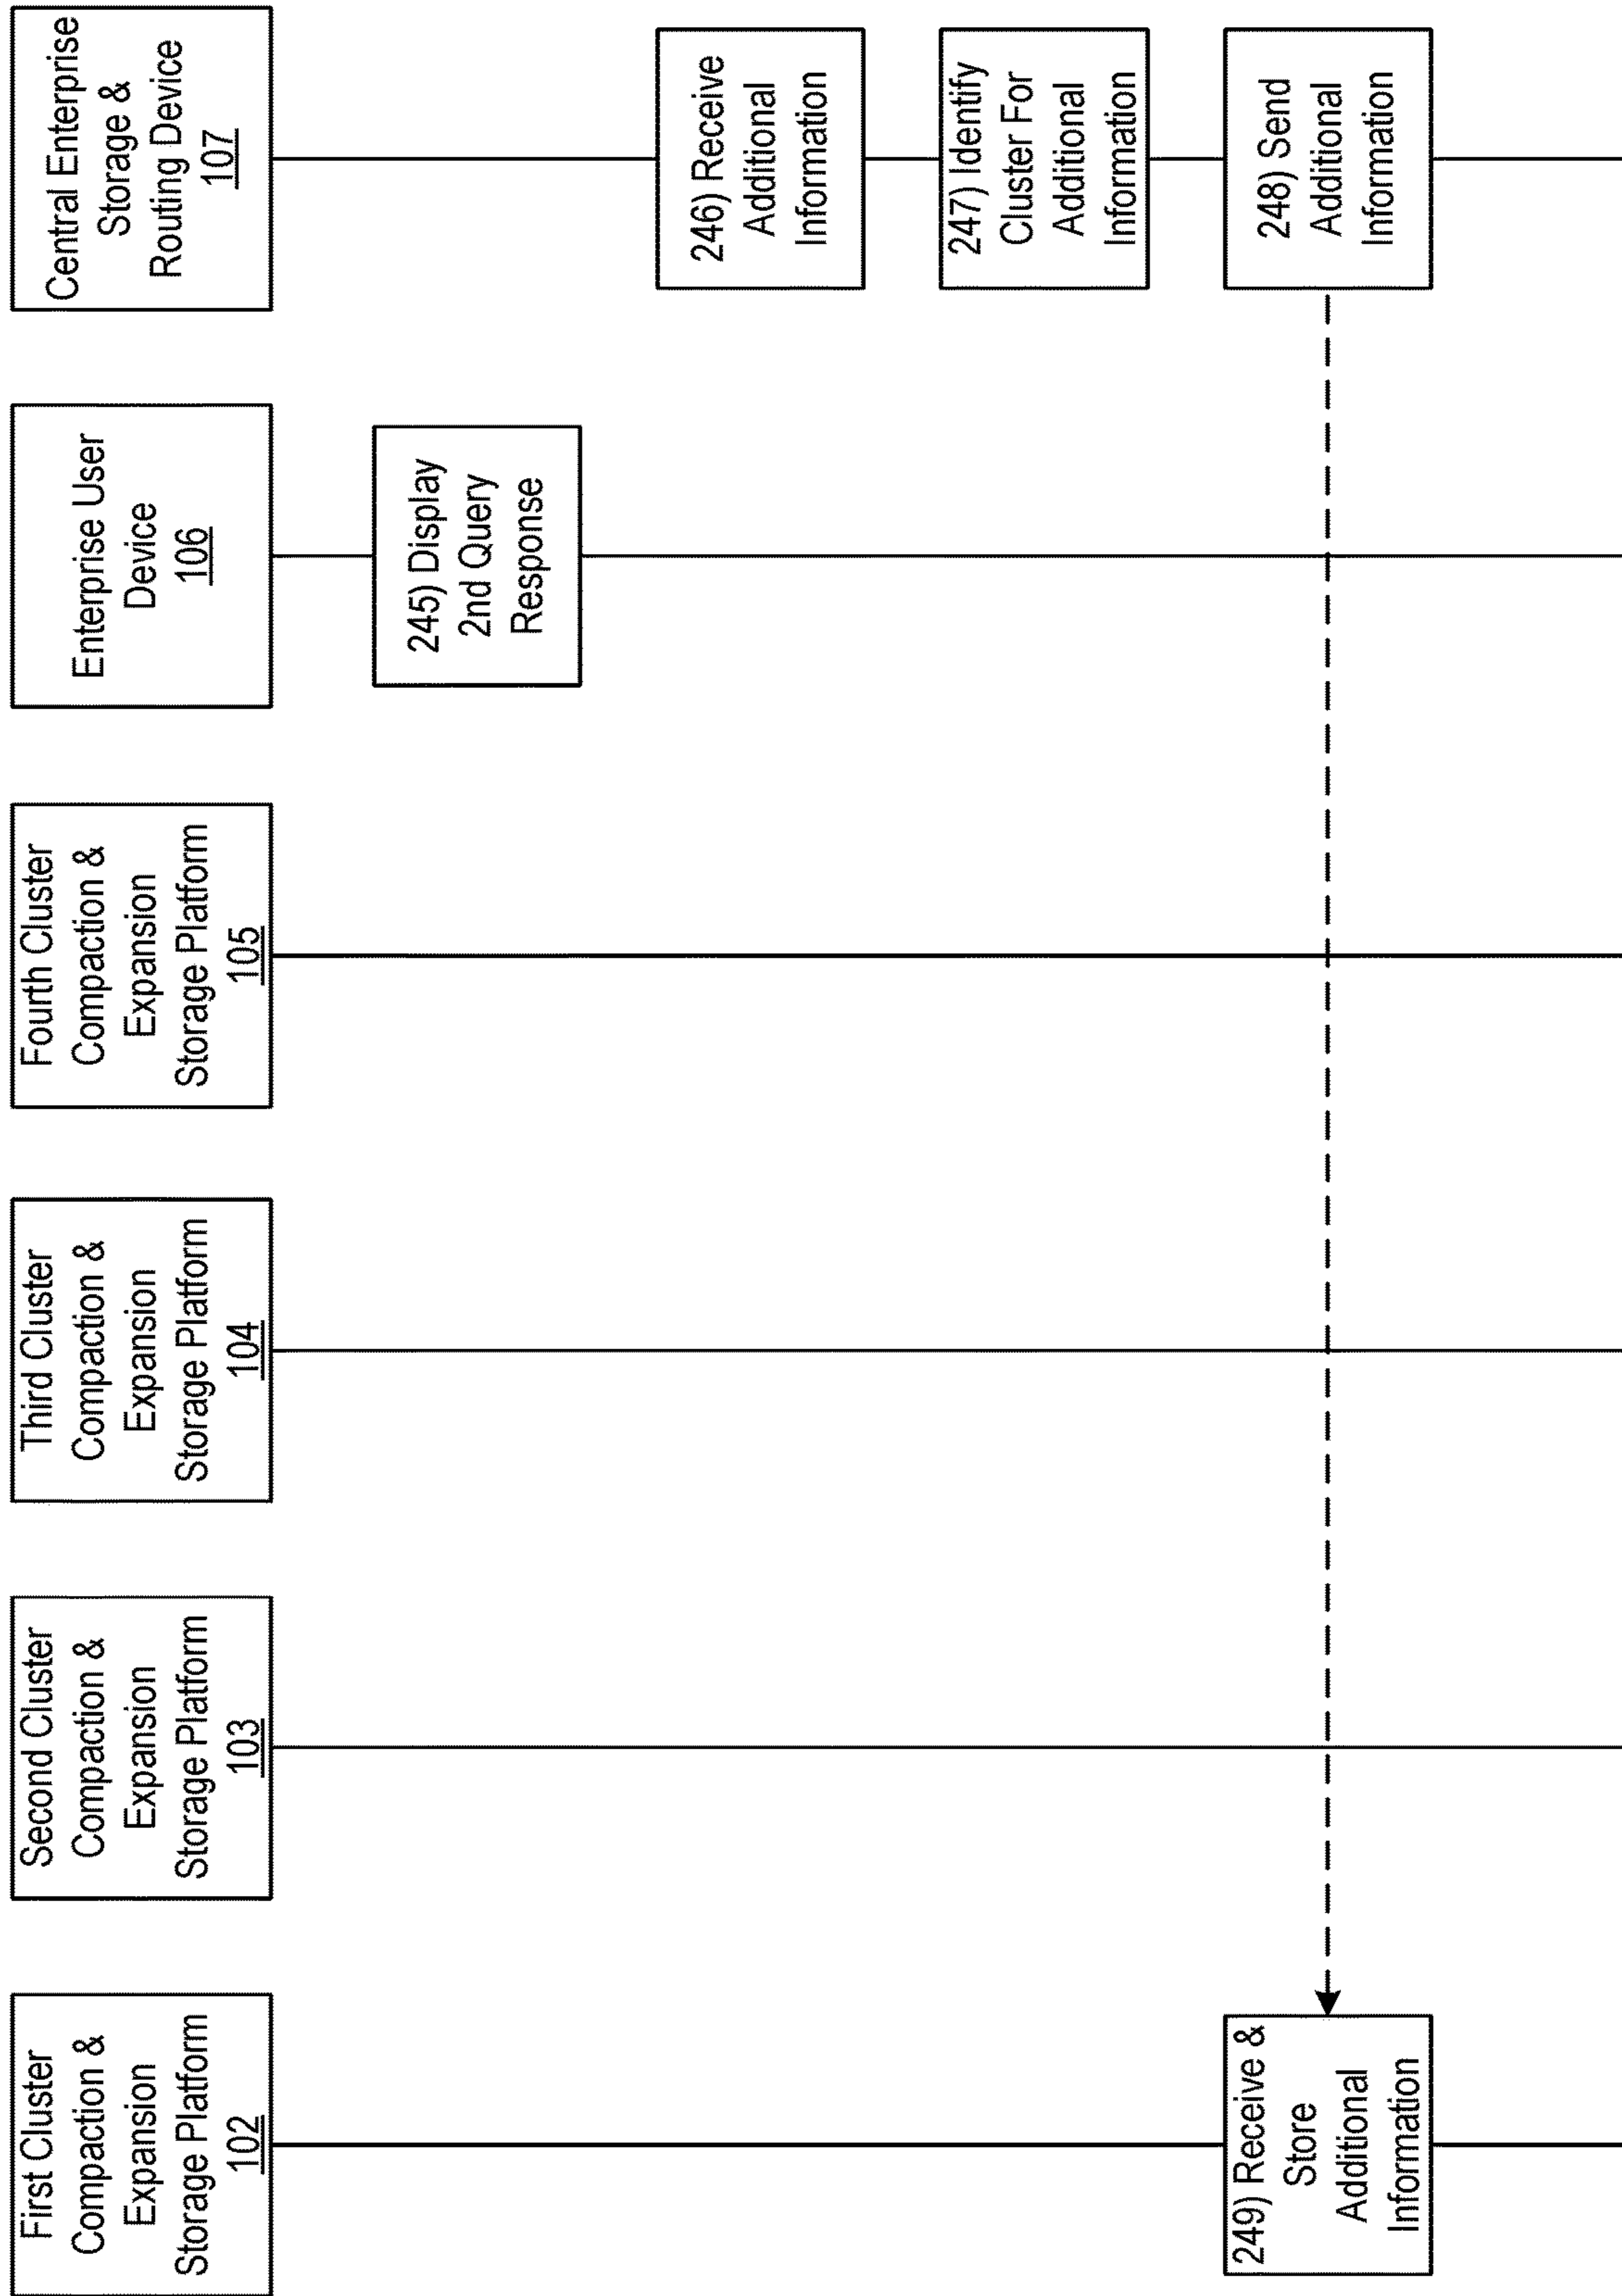 First Cluster
Compaction &
Expansion
Storage Platform
102
Second Cluster
Compaction &
Expansion
Storage Platform
103
Third Cluster
Compaction &
Expansion
Storage Platform
104
Fourth Cluster
Compaction &
Expansion
Storage Platform
105
Enterprise User
Device
106
Central Enterprise
Storage &
Routing Device
107
245) Display
2nd Query
Response
246) Receive
Additional
Information
247) Identify
Cluster For
Additional
Information
249) Receive &
Store
Additional
Information
248) Send
Additional
Information